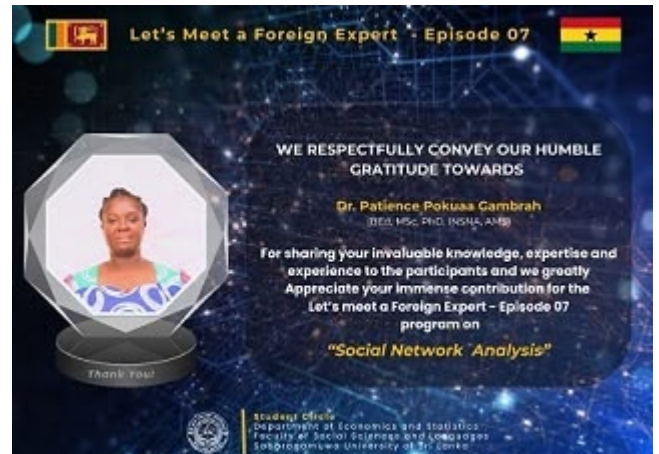 Let's Meet a Foreign Expert - Episode 07
WE RESPECTFULLY CONVEY OUR HUMBLE
GRATITUDE TOWARDS
Dr. Patience Pokuaa Gambrah
(BEd, MSc, PhD, INSNA, AMS)
For sharing your invaluable knowledge, expertise and
experience to the participants and we greatly
Appreciate your immense contribution for the
Let's meet a Foreign Expert – Episode 07
program on
"Social Network Analysis"
Thank You!
Student Circle
Department of Economics and Statistics
Faculty of Social Sciences and Languages
Sabaragamuwa University of Sri Lanka